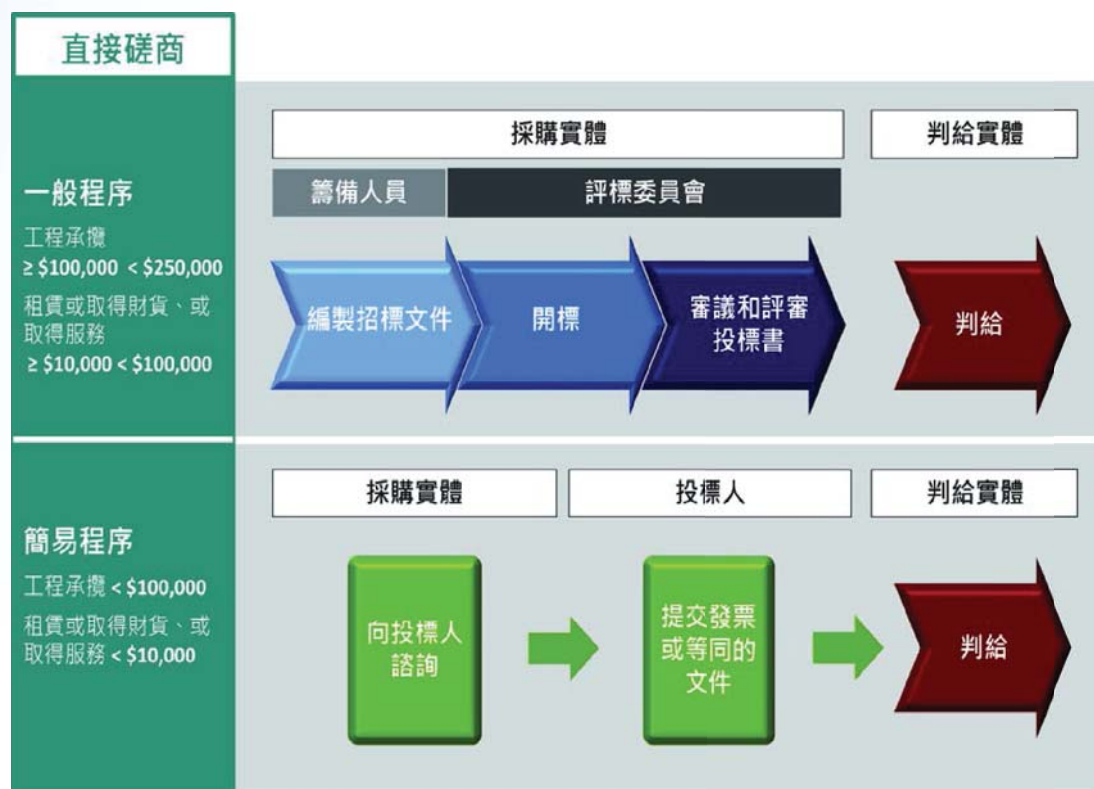 直接磋商
一般程序
工程承攬
≥ $100,000 < $250,000
租賃或取得財貨、或
取得服務
≥ $10,000 < $100,000
採購實體
判給實體
籌備人員
評標委員會
編製招標文件
開標
審議和評審
投標書
判給
簡易程序
工程承攬 < $100,000
租賃或取得財貨、或
取得服務 < $10,000
採購實體
投標人
判給實體
向投標人
諮詢
提交發票
或等同的
文件
判給